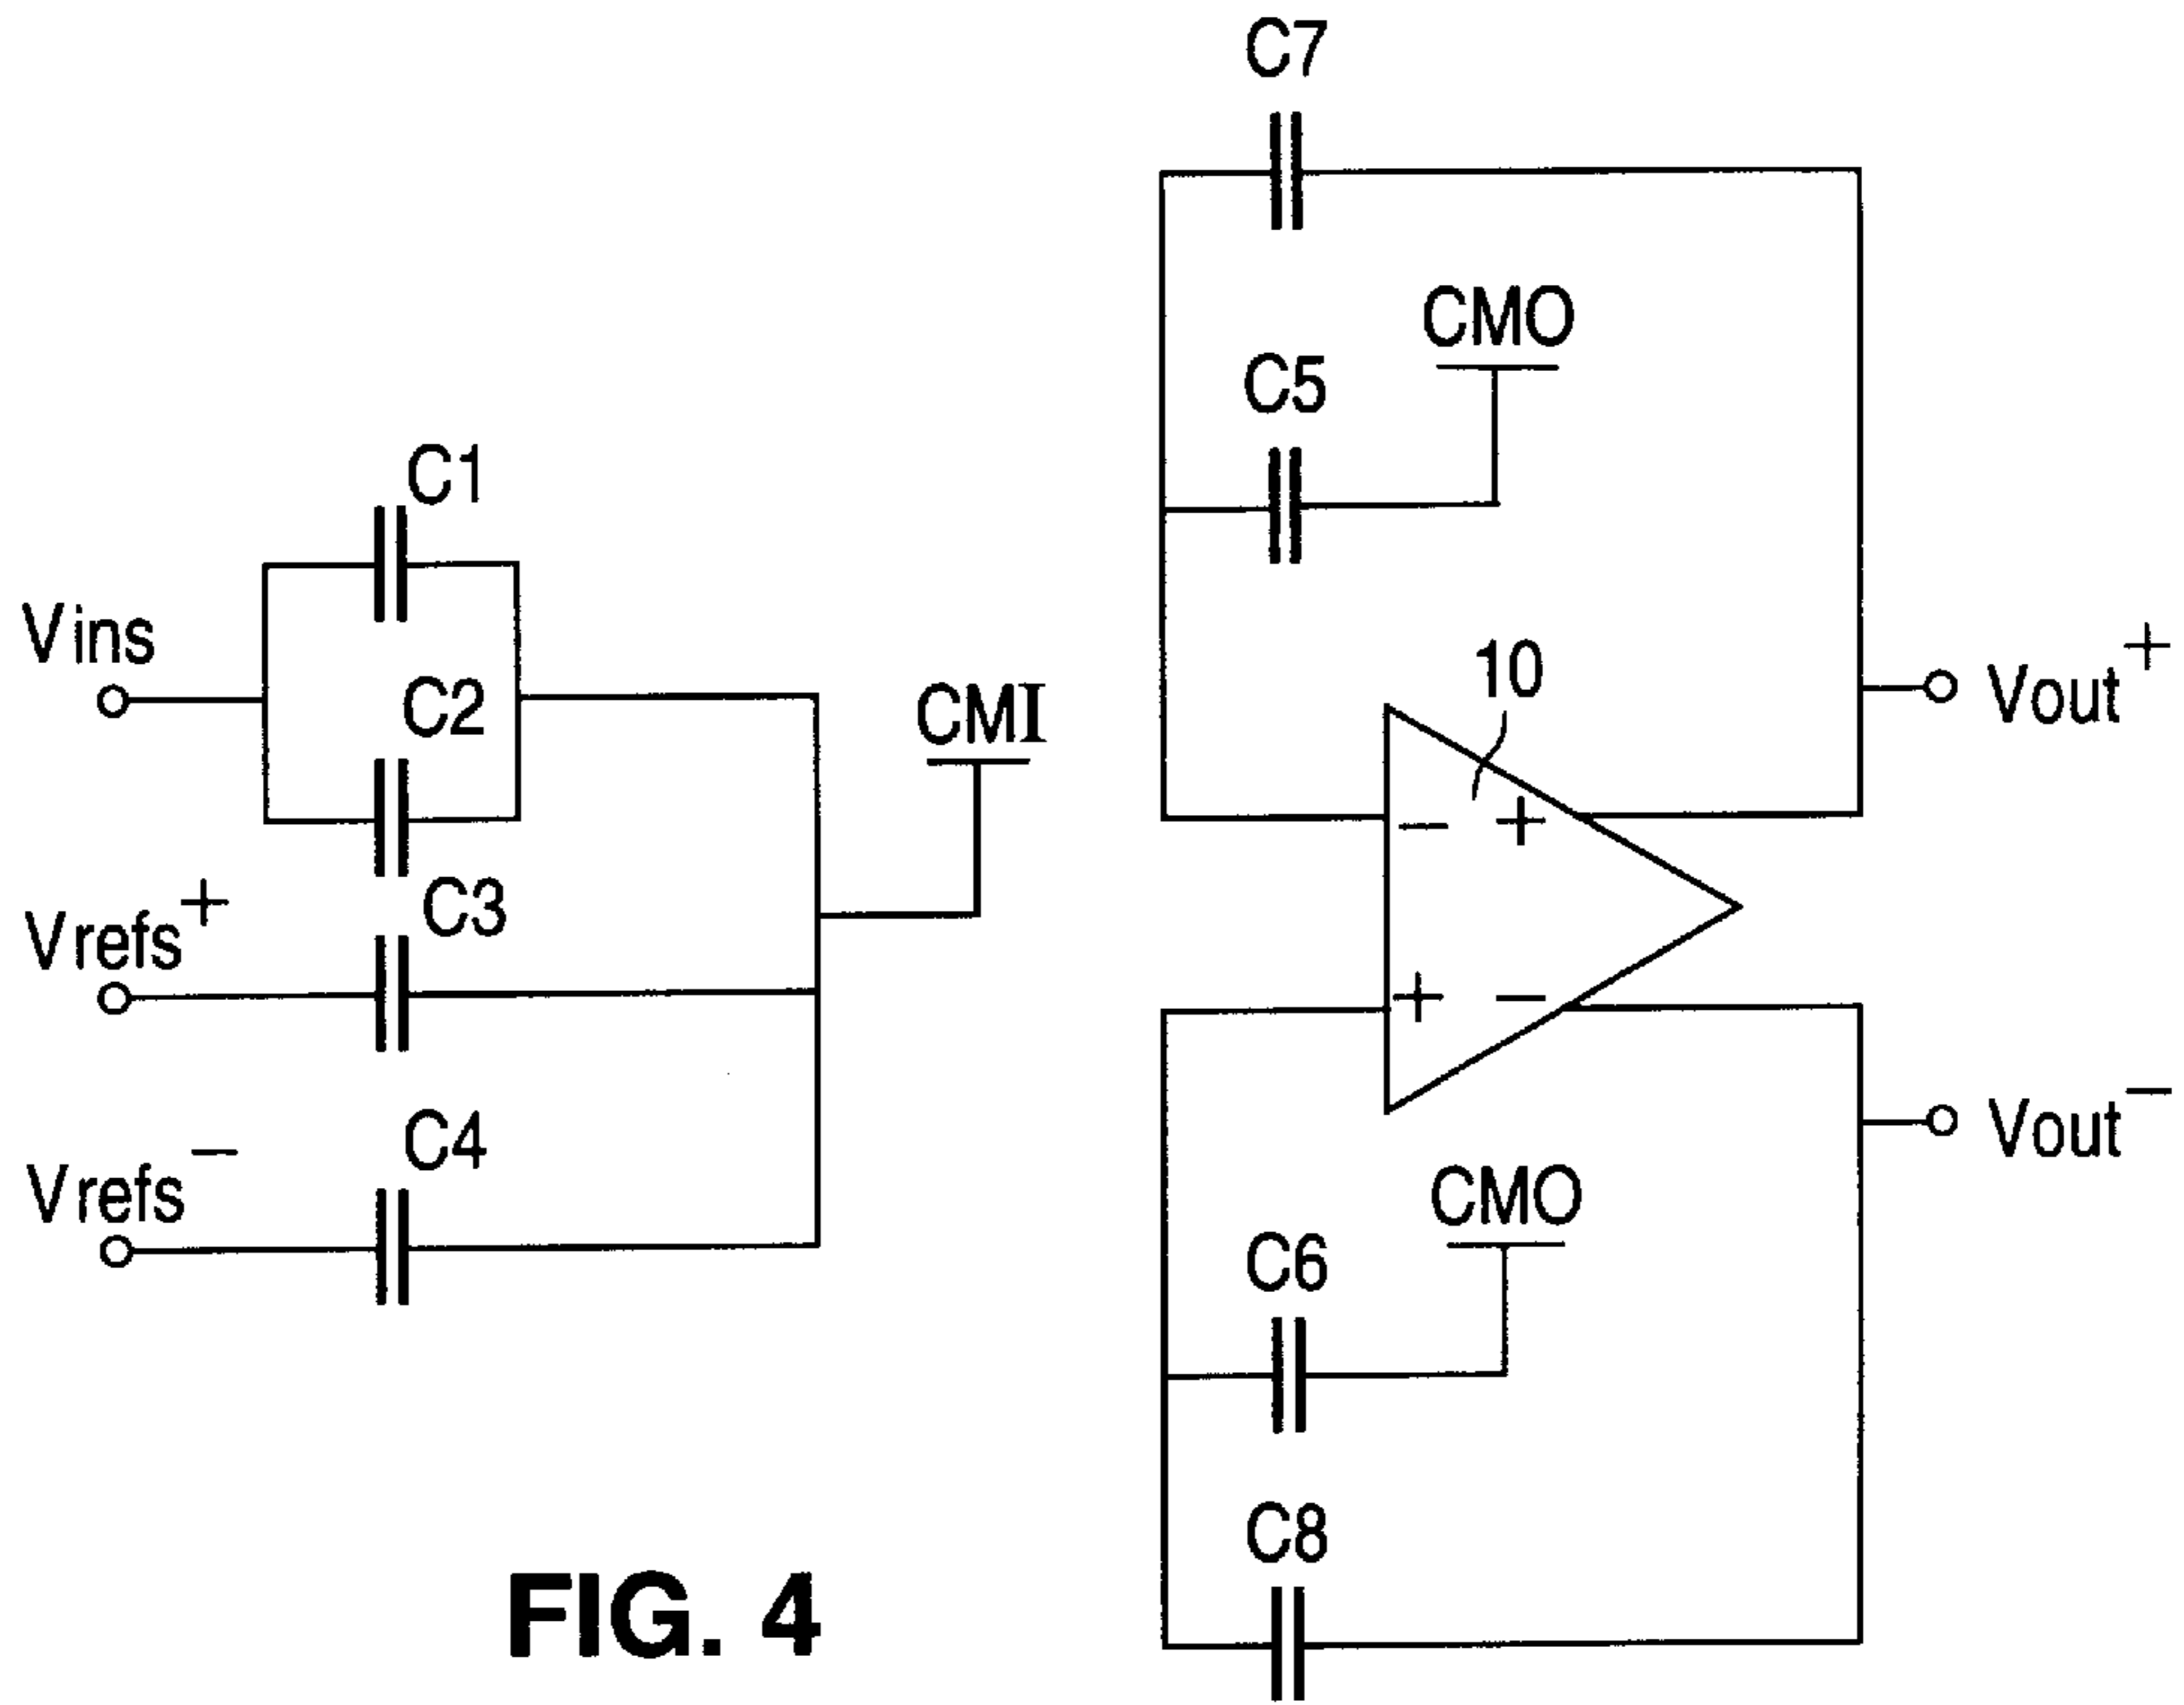 C7
CMO
C5
C1
Vins
C2
CMI
10
Vout+
C3
Vrefs+
- +
+ -
Vout-
C4
Vrefs-
CMO
C6
C8
FIG. 4